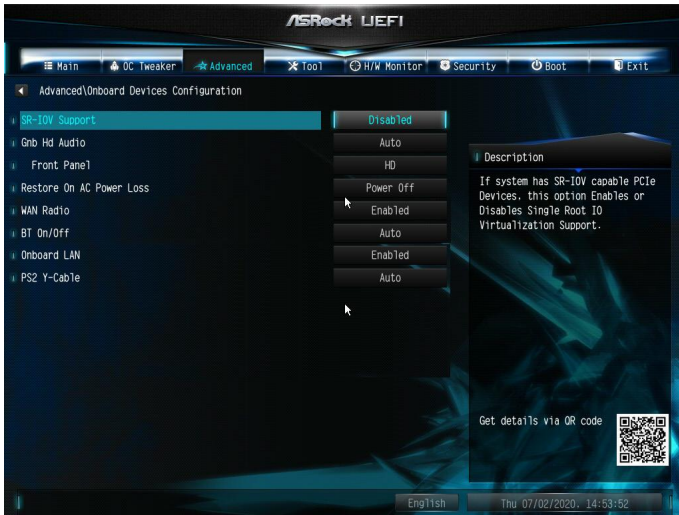 ASRock UEFI
Main OC Tweaker Advanced Tool H/W Monitor Security Boot Exit
Advanced\Onboard Devices Configuration
SR-IOV Support Disabled
Gnb Hd Audio Auto
Front Panel HD
Restore On AC Power Loss Power Off
WAN Radio Enabled
BT On/Off Auto
Onboard LAN Enabled
PS2 Y-Cable Auto
Description
If system has SR-IOV capable PCIe
Devices, this option Enables or
Disables Single Root IO
Virtualization Support.
Get details via QR code
English Thu 07/02/2020. 14:53:52